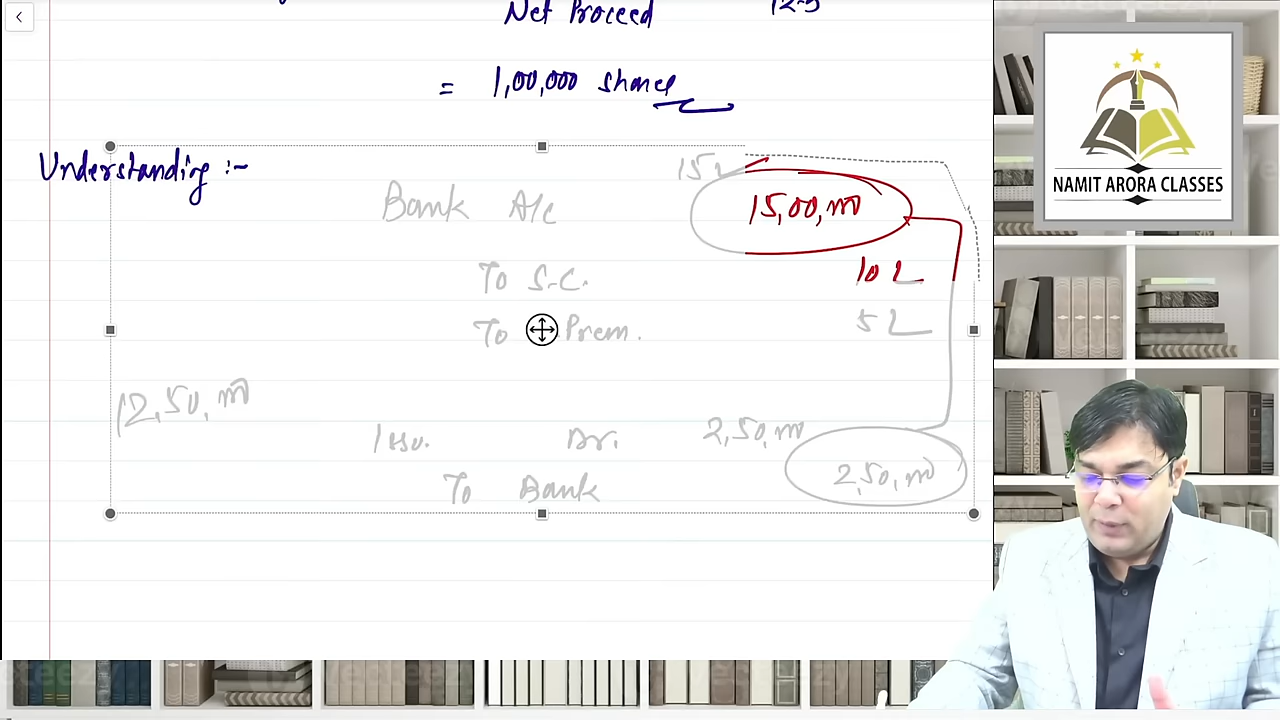 Net Proceed 12.5
= 1,00,000 shares
Understanding :-
15L
Bank A/c 15,00,000
To S.C. 10 L
To Prem. 5 L
12,50,000
Dr. 2,50,000
To Bank 2,50,000
NAMIT ARORA CLASSES